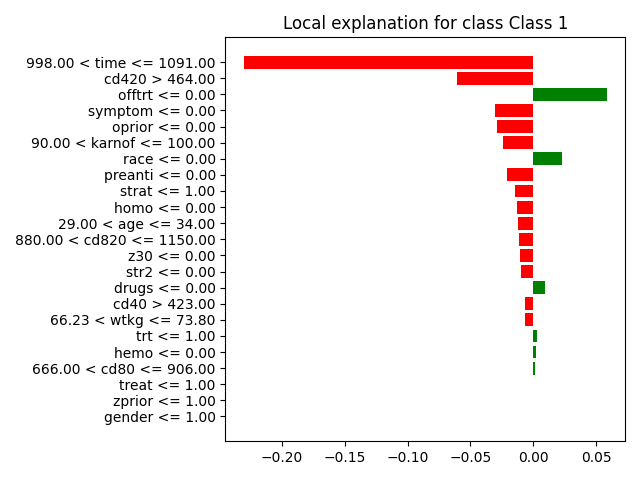 Local explanation for class Class 1
998.00 < time <= 1091.00
cd420 > 464.00
offtrt <= 0.00
symptom <= 0.00
oprior <= 0.00
90.00 < karnof <= 100.00
race <= 0.00
preanti <= 0.00
strat <= 1.00
homo <= 0.00
29.00 < age <= 34.00
880.00 < cd820 <= 1150.00
z30 <= 0.00
str2 <= 0.00
drugs <= 0.00
cd40 > 423.00
66.23 < wtkg <= 73.80
trt <= 1.00
hemo <= 0.00
666.00 < cd80 <= 906.00
treat <= 1.00
zprior <= 1.00
gender <= 1.00
−0.20 −0.15 −0.10 −0.05 0.00 0.05